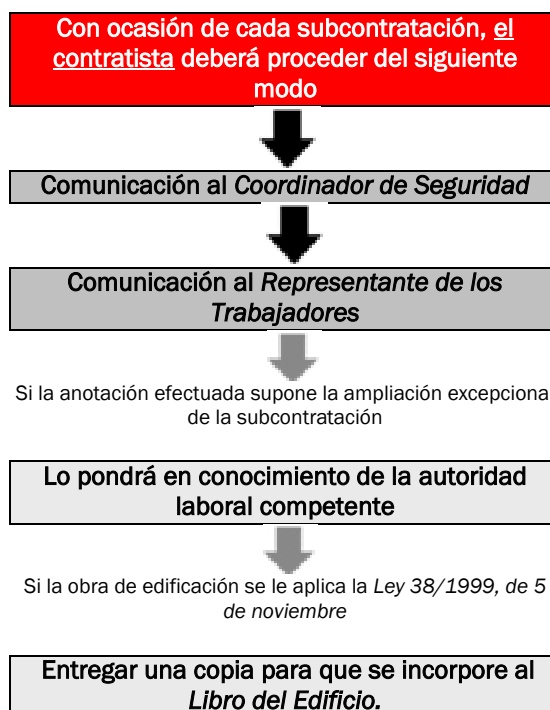 Con ocasión de cada subcontratación, el
contratista deberá proceder del siguiente
modo
Comunicación al Coordinador de Seguridad
Comunicación al Representante de los
Trabajadores
Si la anotación efectuada supone la ampliación excepciona
de la subcontratación
Lo pondrá en conocimiento de la autoridad
laboral competente
Si la obra de edificación se le aplica la Ley 38/1999, de 5
de noviembre
Entregar una copia para que se incorpore al
Libro del Edificio.